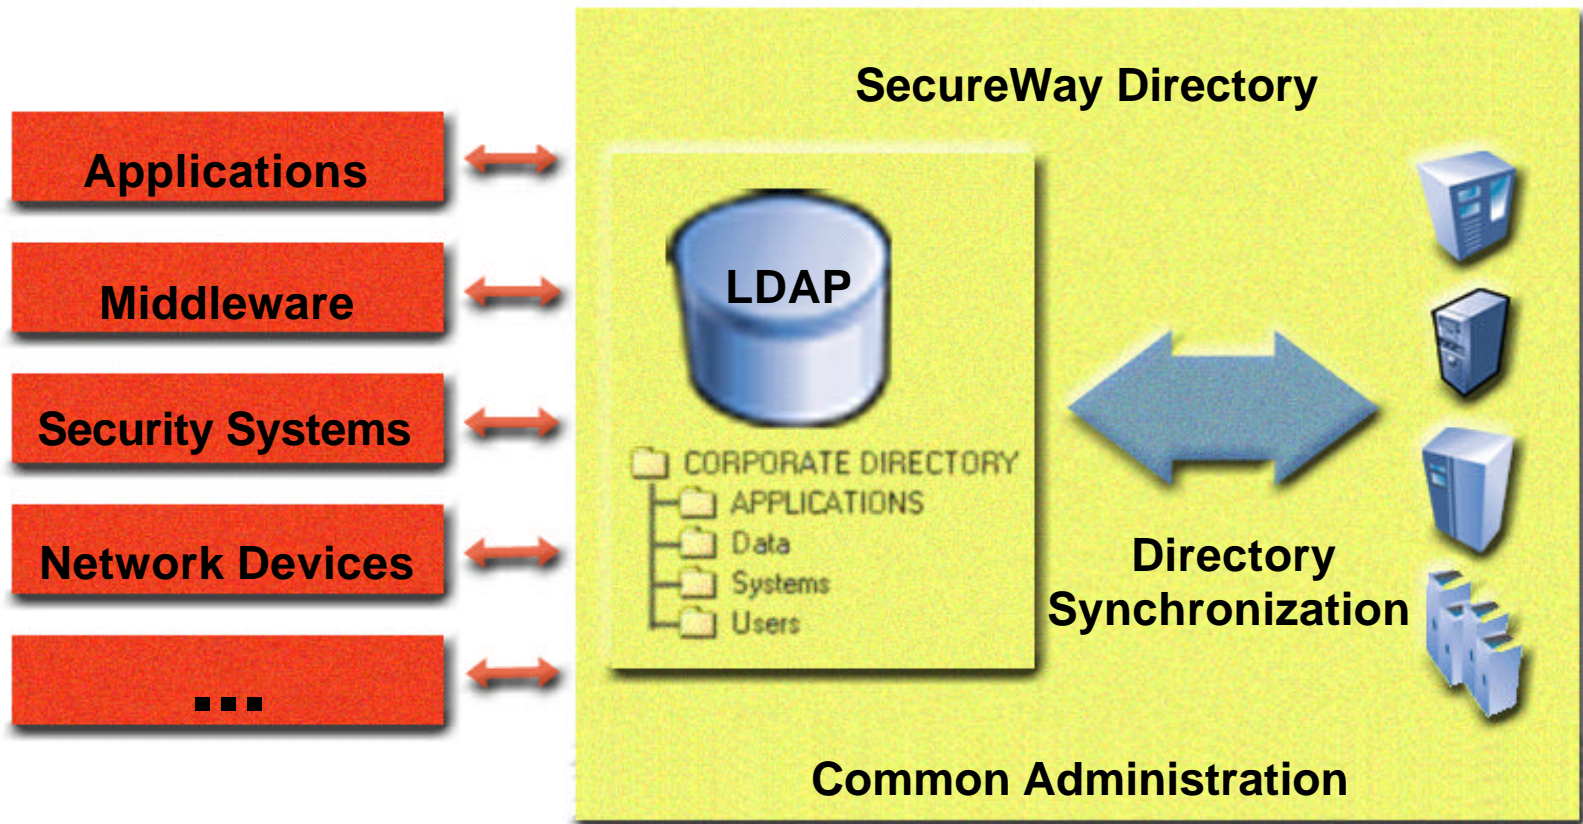 SecureWay Directory
Applications
Middleware
Security Systems
Network Devices
...
LDAP
CORPORATE DIRECTORY
APPLICATIONS
Data
Systems
Users
Directory
Synchronization
Common Administration